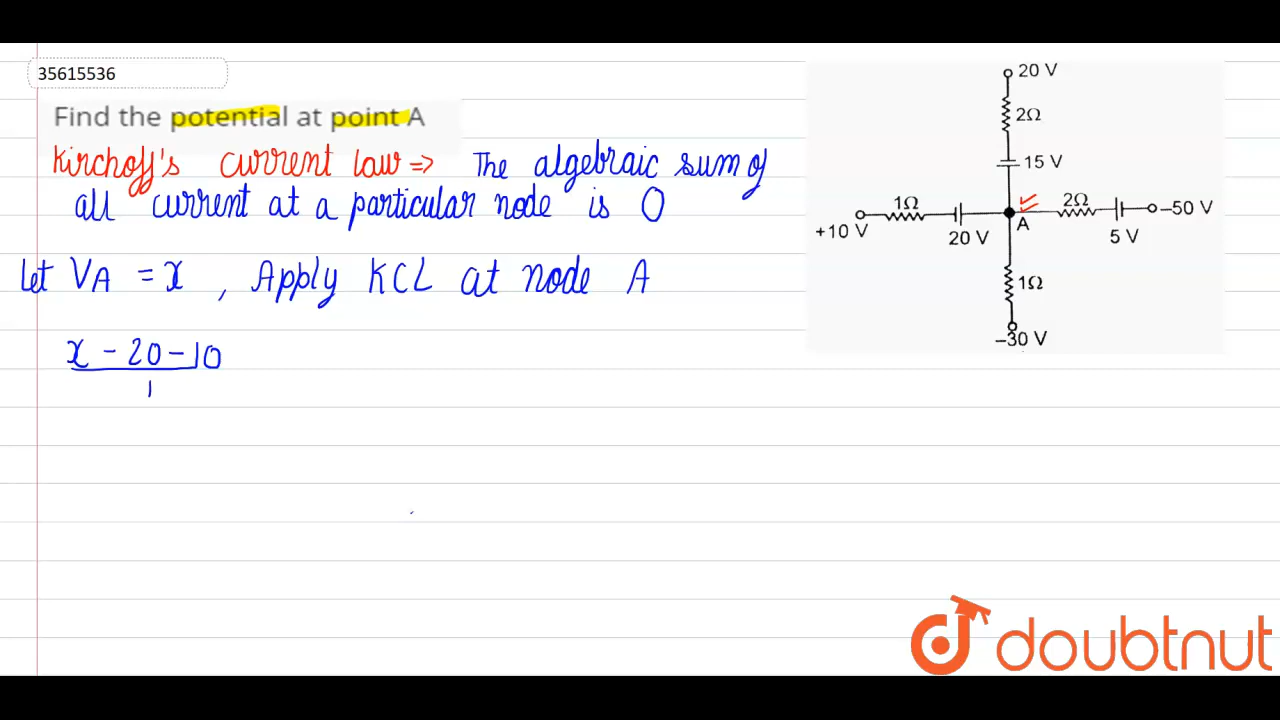 35615536
Find the potential at point A
Kirchoff's current law ⇒ The algebraic sum of
all current at a particular node is 0
Let VA = x , Apply KCL at node A
x - 20 - 10
1
20 V
2Ω
15 V
1Ω
2Ω
-50 V
+10 V
20 V
A
5 V
1Ω
-30 V
doubtnut